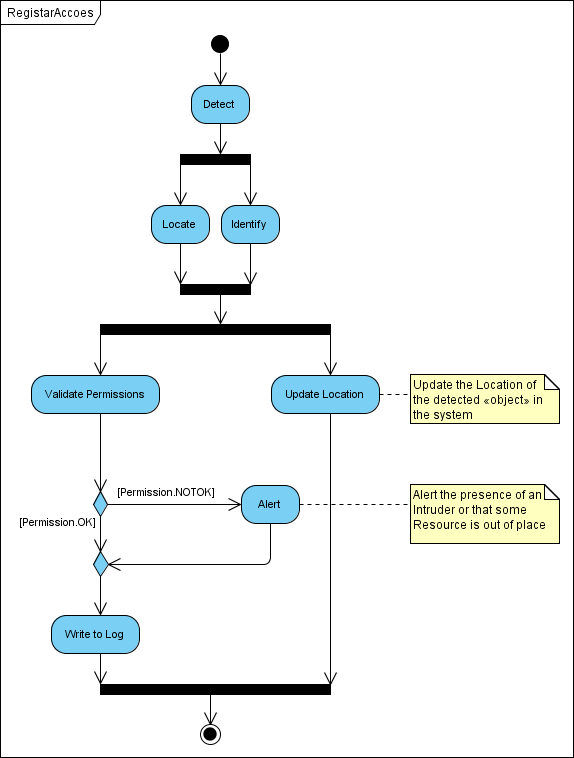 RegistarAccoes
Detect
Locate
Identify
Validate Permissions
Update Location
Update the Location of
the detected «object» in
the system
[Permission.NOTOK]
Alert
Alert the presence of an
Intruder or that some
Resource is out of place
[Permission.OK]
Write to Log